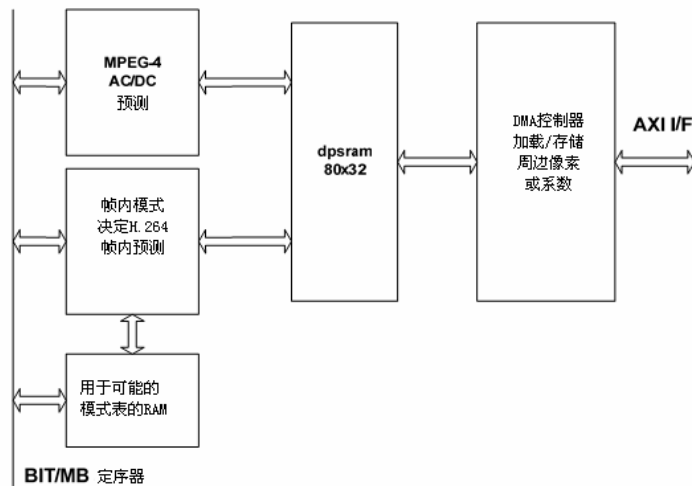 MPEG-4
AC/DC
预测
帧内模式
决定H.264
帧内预测
用于可能的
模式表的RAM
dpsram
80x32
DMA控制器
加载/存储
周边像素
或系数
AXI I/F
BIT/MB 定序器